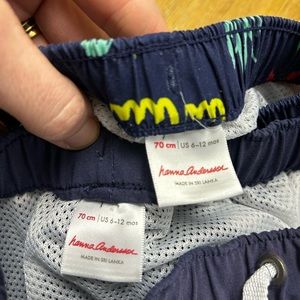 70 cm | US 6-12 mos
hanna Andersson
MADE IN SRI LANKA
70 cm | US 6-12 mos
hanna Andersson
MADE IN SRI LANKA